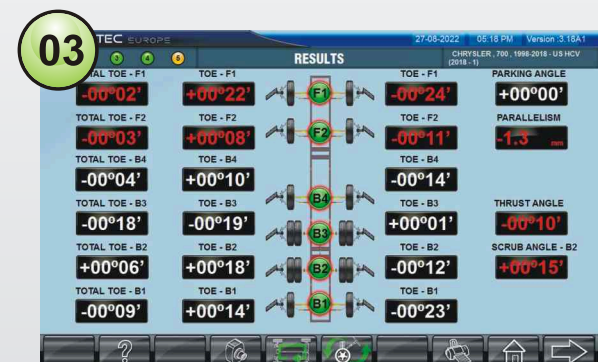 03
TEC EUROPE
27-06-2022 05:18 PM Version :3.18A1
3 4 5
RESULTS
CHRYSLER , 700 , 1998-2018 - US HCV
(2018 - 1)
TOTAL TOE - F1 TOE - F1 TOE - F1 PARKING ANGLE
-00º02' +00º22' F1 -00º24' +00º00'
TOTAL TOE - F2 TOE - F2 TOE - F2 PARALLELISM
-00º03' +00º08' F2 -00º11' -1.3 mm
TOTAL TOE - B4 TOE - B4 TOE - B4
-00º04' +00º10' B4 -00º14'
TOTAL TOE - B3 TOE - B3 TOE - B3 THRUST ANGLE
-00º18' -00º19' B3 +00º01' -00º10'
TOTAL TOE - B2 TOE - B2 TOE - B2 SCRUB ANGLE - B2
+00º06' +00º18' B2 -00º12' +00º15'
TOTAL TOE - B1 TOE - B1 TOE - B1
-00º09' +00º14' B1 -00º23'
?